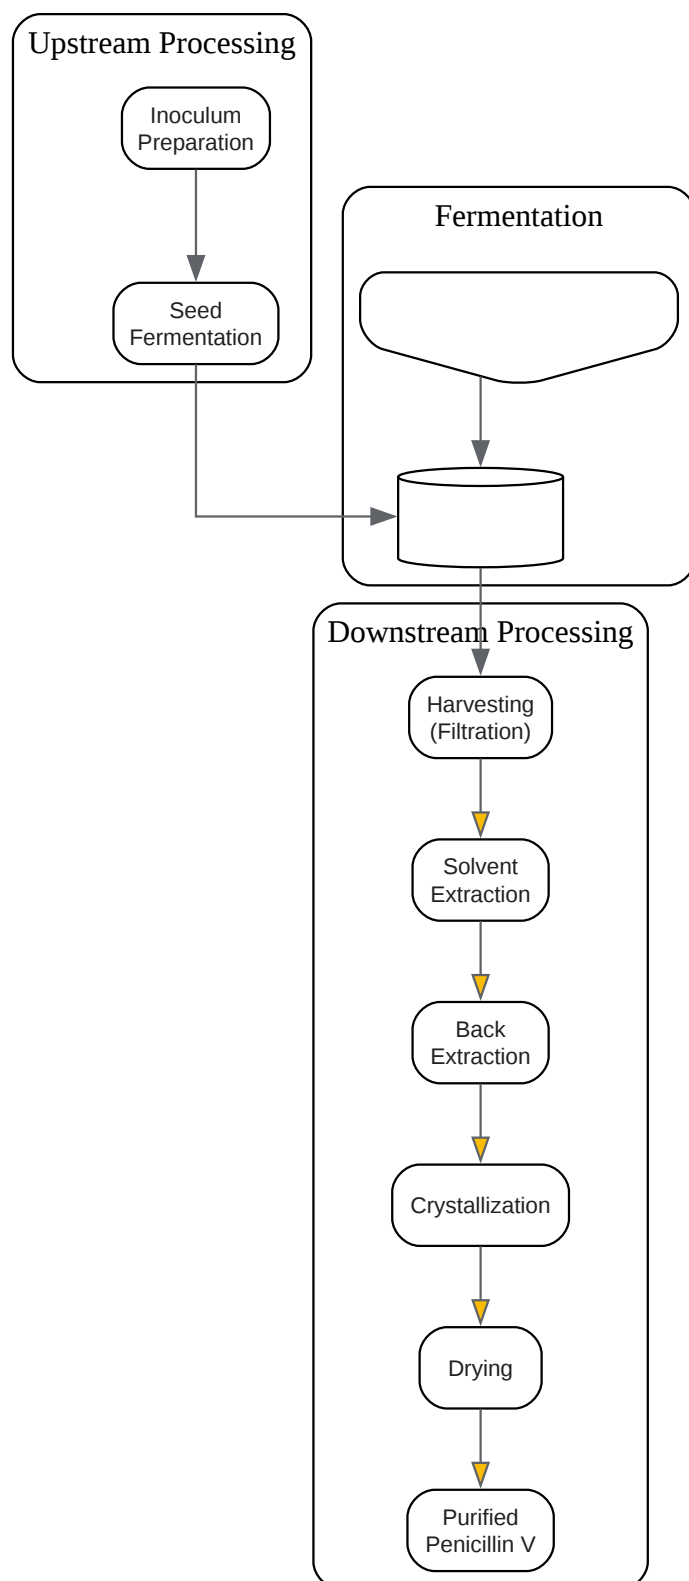 Upstream Processing
Inoculum
Preparation
Seed
Fermentation
Fermentation
Downstream Processing
Harvesting
(Filtration)
Solvent
Extraction
Back
Extraction
Crystallization
Drying
Purified
Penicillin V